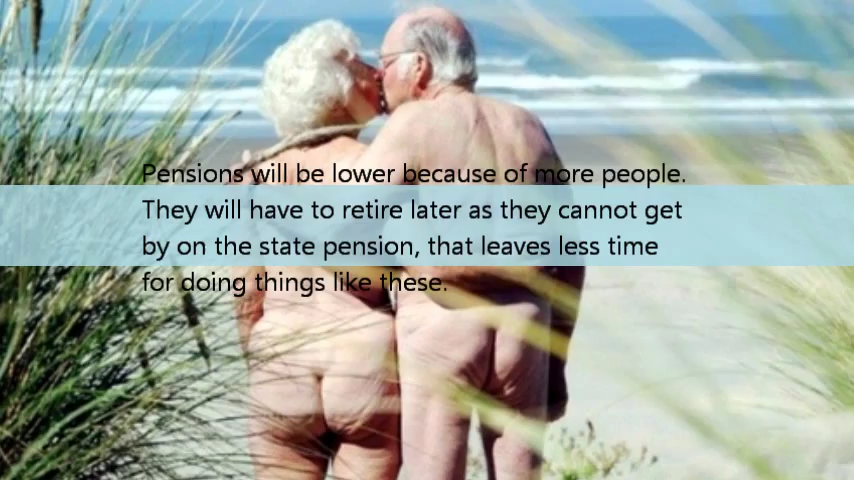 Pensions will be lower because of more people.
They will have to retire later as they cannot get
by on the state pension, that leaves less time
for doing things like these.